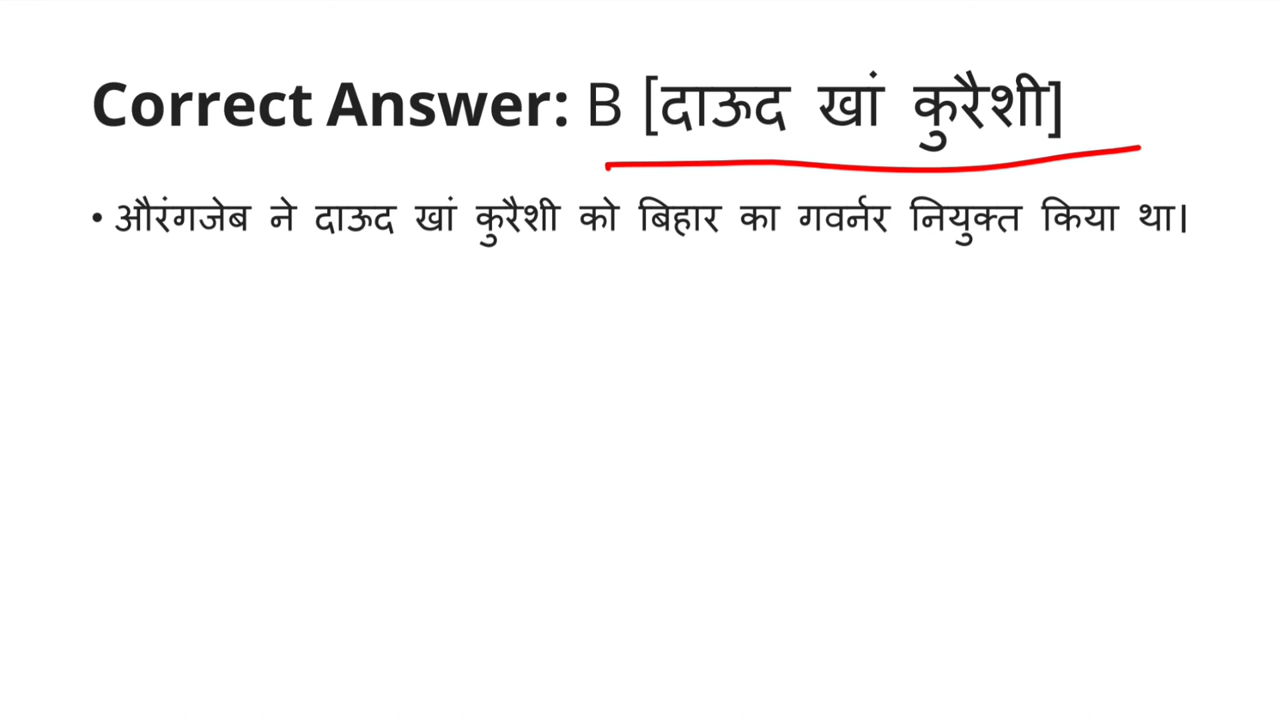 Correct Answer: B [दाऊद खां कुरैशी]
• औरंगजेब ने दाऊद खां कुरैशी को बिहार का गवर्नर नियुक्त किया था।